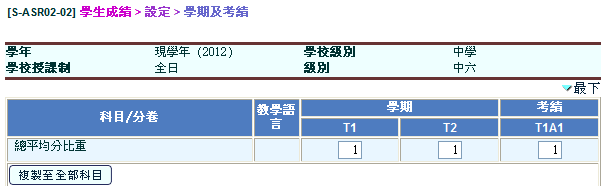 [S-ASR02-02] 學生成績 > 設定 > 學期及考績
學年 現學年 (2012) 學校級別 中學
學校授課制 全日 級別 中六
最下
科目/分卷 教學語言 學期 考績
T1 T2 T1A1
總平均分比重 1 1 1
複製至全部科目